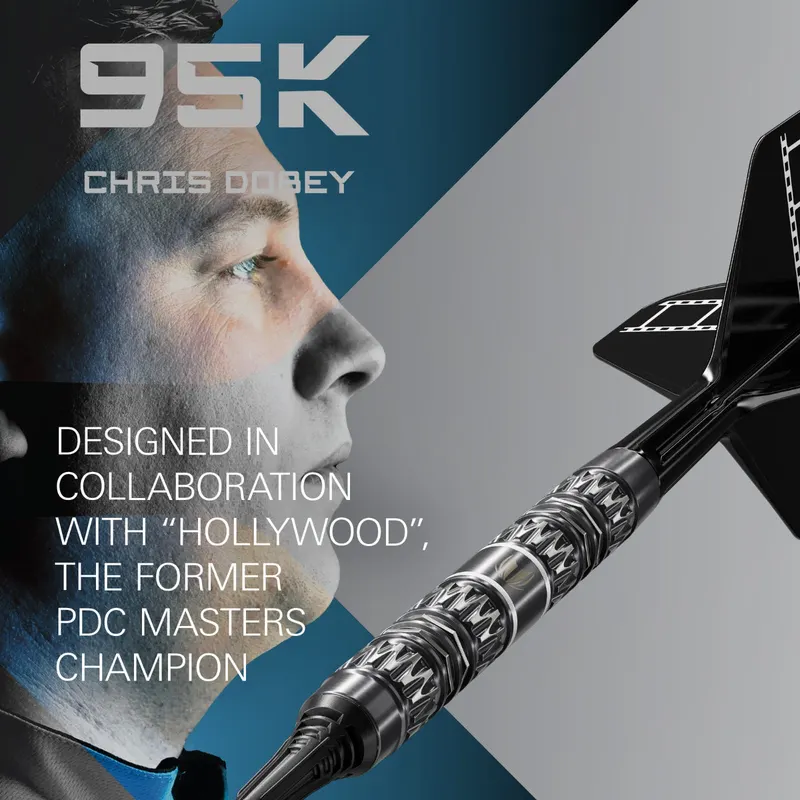 95K
CHRIS DOBEY
DESIGNED IN
COLLABORATION
WITH “HOLLYWOOD”,
THE FORMER
PDC MASTERS
CHAMPION